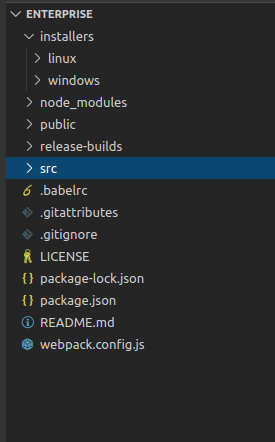 ENTERPRISE
installers
linux
windows
node_modules
public
release-builds
src
.babelrc
.gitattributes
.gitignore
LICENSE
package-lock.json
package.json
README.md
webpack.config.js